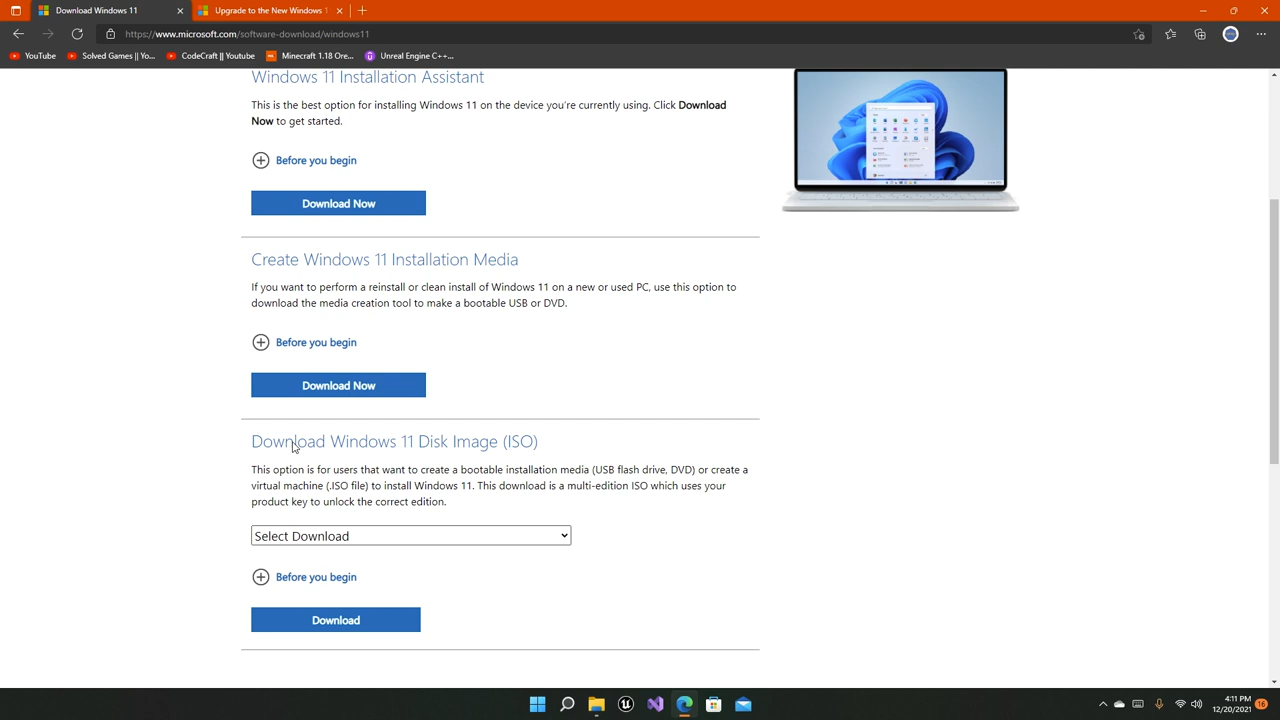 Download Windows 11
Upgrade to the New Windows 1
https://www.microsoft.com/software-download/windows11
YouTube
Solved Games || Yo...
CodeCraft || Youtube
Minecraft 1.18 Ore...
Unreal Engine C++...
Windows 11 Installation Assistant
This is the best option for installing Windows 11 on the device you're currently using. Click Download
Now to get started.
Before you begin
Download Now
Create Windows 11 Installation Media
If you want to perform a reinstall or clean install of Windows 11 on a new or used PC, use this option to
download the media creation tool to make a bootable USB or DVD.
Before you begin
Download Now
Download Windows 11 Disk Image (ISO)
This option is for users that want to create a bootable installation media (USB flash drive, DVD) or create a
virtual machine (.ISO file) to install Windows 11. This download is a multi-edition ISO which uses your
product key to unlock the correct edition.
Select Download
Before you begin
Download
4:11 PM
12/20/2021
16